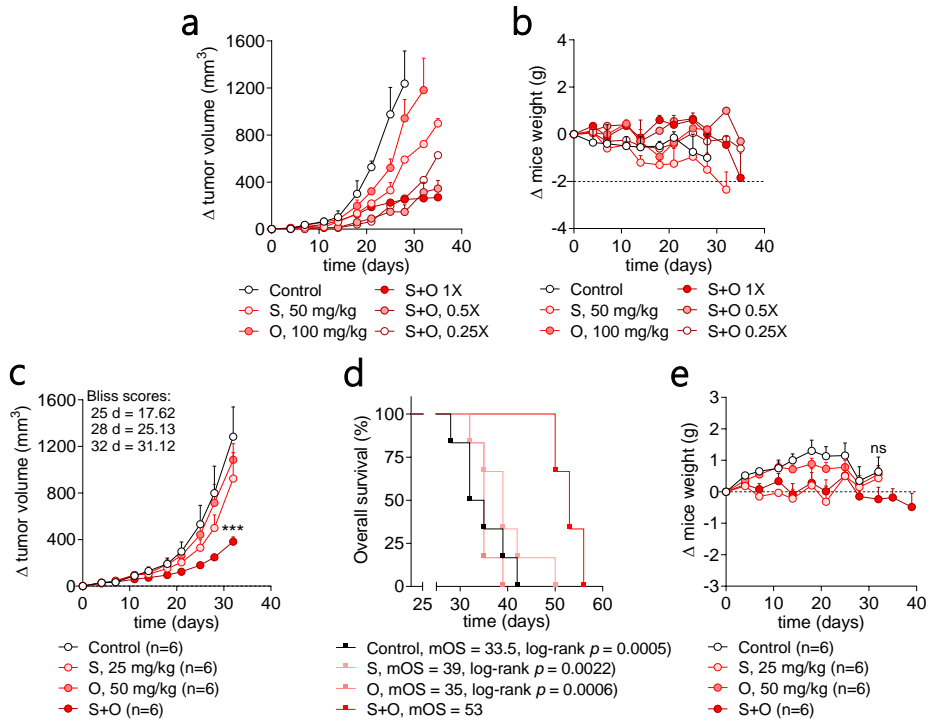 a
Δ tumor volume (mm³)
1600
1200
800
400
0
0 10 20 30 40
time (days)
Control
S, 50 mg/kg
O, 100 mg/kg
S+O 1X
S+O, 0.5X
S+O, 0.25X
b
Δ mice weight (g)
4
2
0
-2
-4
0 10 20 30 40
time (days)
Control
S, 50 mg/kg
O, 100 mg/kg
S+O 1X
S+O, 0.5X
S+O 0.25X
c
Δ tumor volume (mm³)
1600
1200
800
400
0
Bliss scores:
25 d = 17.62
28 d = 25.13
32 d = 31.12
***
0 10 20 30 40
time (days)
Control (n=6)
S, 25 mg/kg (n=6)
O, 50 mg/kg (n=6)
S+O (n=6)
d
Overall survival (%)
100
75
50
25
0
25 30 40 50 60
time (days)
Control, mOS = 33.5, log-rank p = 0.0005)
S, mOS = 39, log-rank p = 0.0022)
O, mOS = 35, log-rank p = 0.0006)
S+O, mOS = 53
e
Δ mice weight (g)
3
2
1
0
-1
-2
-3
ns
0 10 20 30 40
time (days)
Control (n=6)
S, 25 mg/kg (n=6)
O, 50 mg/kg (n=6)
S+O (n=6)